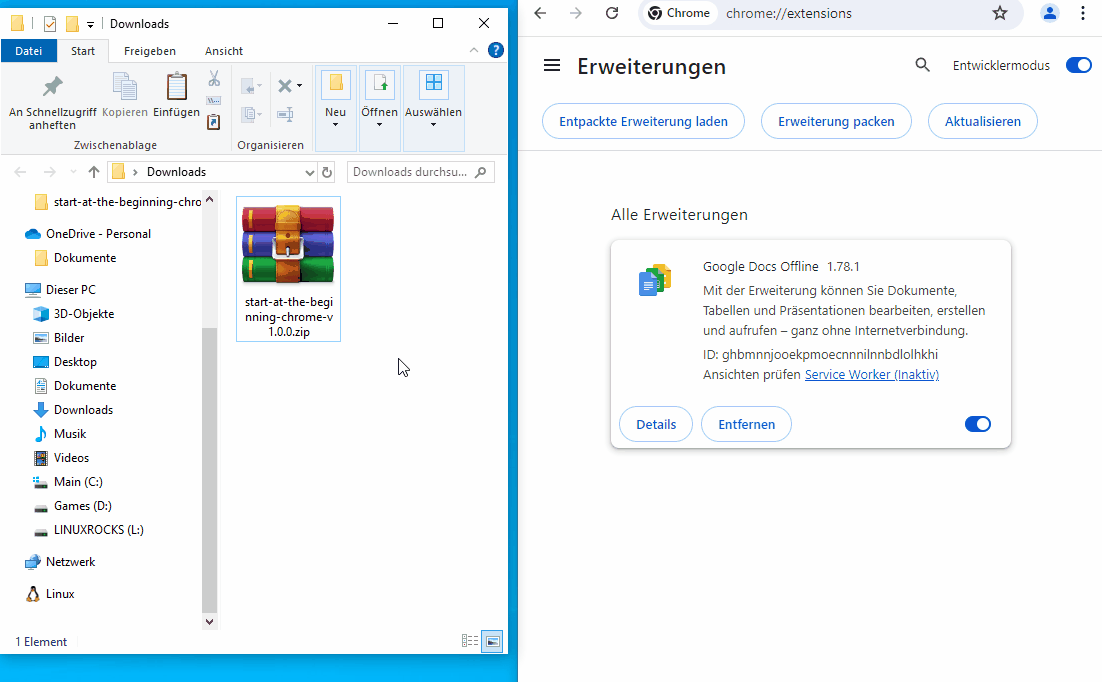 Downloads
Datei Start Freigeben Ansicht
An Schnellzugriff
anheften
Kopieren
Einfügen
Neu
Öffnen
Auswählen
Zwischenablage
Organisieren
Downloads
Downloads durchsu...
start-at-the-beginning-chro
OneDrive - Personal
Dokumente
Dieser PC
3D-Objekte
Bilder
Desktop
Dokumente
Downloads
Musik
Videos
Main (C:)
Games (D:)
LINUXROCKS (L:)
Netzwerk
Linux
start-at-the-begi
nning-chrome-v
1.0.0.zip
1 Element
Chrome chrome://extensions
Erweiterungen
Entwicklermodus
Entpackte Erweiterung laden
Erweiterung packen
Aktualisieren
Alle Erweiterungen
Google Docs Offline 1.78.1
Mit der Erweiterung können Sie Dokumente,
Tabellen und Präsentationen bearbeiten, erstellen
und aufrufen – ganz ohne Internetverbindung.
ID: ghbmnnjooekpmoecnnnilnnbdlolhkhi
Ansichten prüfen Service Worker (Inaktiv)
Details
Entfernen